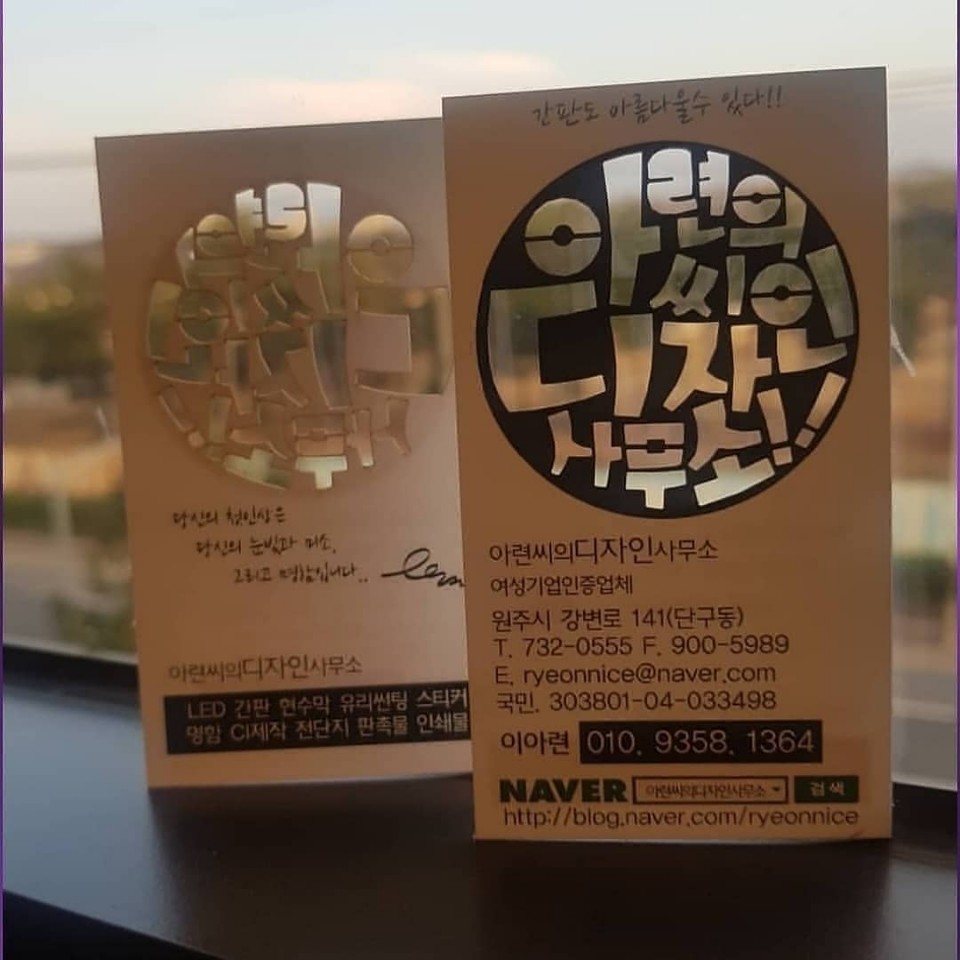 당신의 첫인상은
당신의 눈빛과 미소,
그리고 명함입니다..
아련씨의디자인사무소
LED 간판 현수막 유리썬팅 스티커
명함 CI제작 전단지 판촉물 인쇄물
간판도 아름다울수 있다!!
아련씨의
디자인
사무소!!
아련씨의디자인사무소
여성기업인증업체
원주시 강변로 141(단구동)
T. 732-0555 F. 900-5989
E. ryeonnice@naver.com
국민. 303801-04-033498
이아련 010. 9358. 1364
NAVER 아련씨의디자인사무소 검색
http://blog.naver.com/ryeonnice